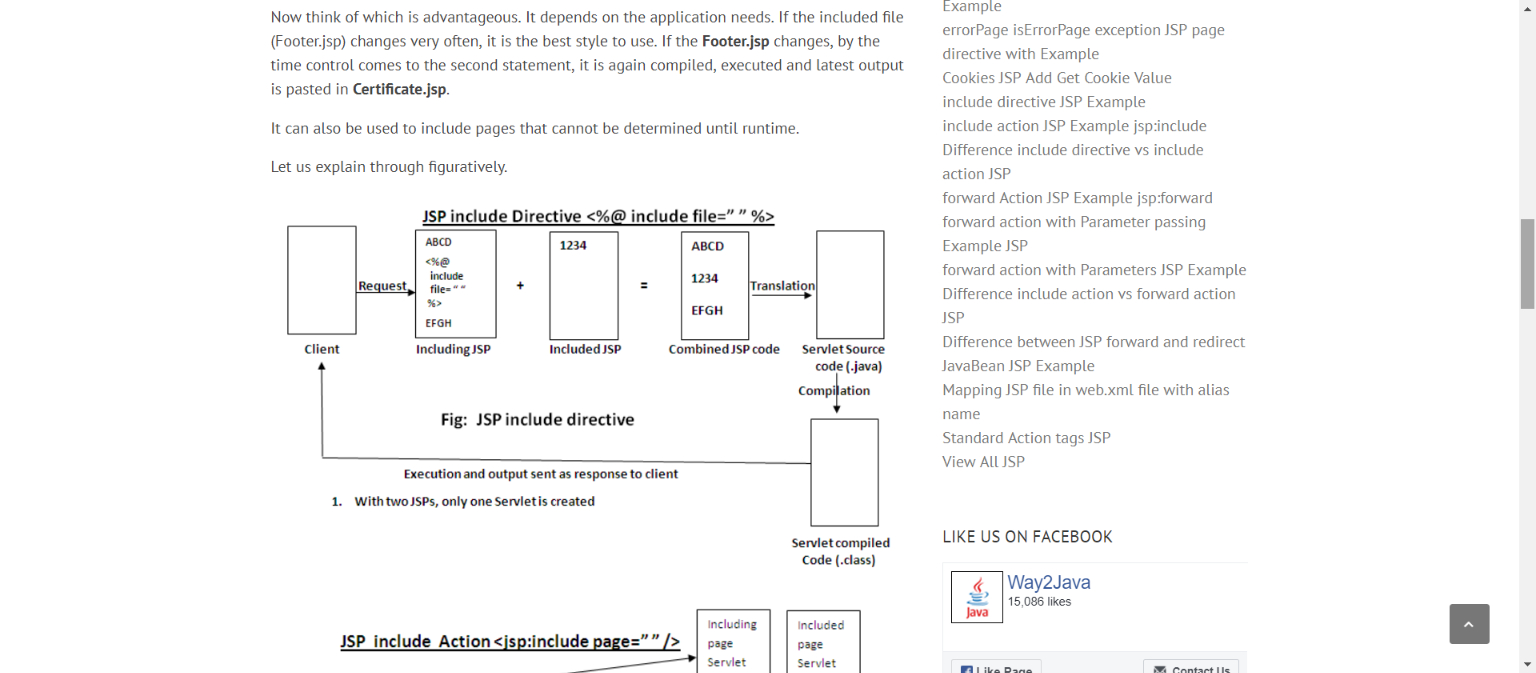 Now think of which is advantageous. It depends on the application needs. If the included file
(Footer.jsp) changes very often, it is the best style to use. If the Footer.jsp changes, by the
time control comes to the second statement, it is again compiled, executed and latest output
is pasted in Certificate.jsp.
It can also be used to include pages that cannot be determined until runtime.
Let us explain through figuratively.
JSP include Directive <%@ include file=" " %>
ABCD
<%@
include
file= " "
%>
EFGH
1234
ABCD
1234
EFGH
Request
+
=
Translation
Client
Including JSP
Included JSP
Combined JSP code
Servlet Source
code (.java)
Compilation
Fig: JSP include directive
Execution and output sent as response to client
1. With two JSPs, only one Servlet is created
Servlet compiled
Code (.class)
JSP include Action <jsp:include page=" " />
Including
page
Servlet
Included
page
Servlet
Example
errorPage isErrorPage exception JSP page
directive with Example
Cookies JSP Add Get Cookie Value
include directive JSP Example
include action JSP Example jsp:include
Difference include directive vs include
action JSP
forward Action JSP Example jsp:forward
forward action with Parameter passing
Example JSP
forward action with Parameters JSP Example
Difference include action vs forward action
JSP
Difference between JSP forward and redirect
JavaBean JSP Example
Mapping JSP file in web.xml file with alias
name
Standard Action tags JSP
View All JSP
LIKE US ON FACEBOOK
Java
Way2Java
15,086 likes
Like Page
Contact Us